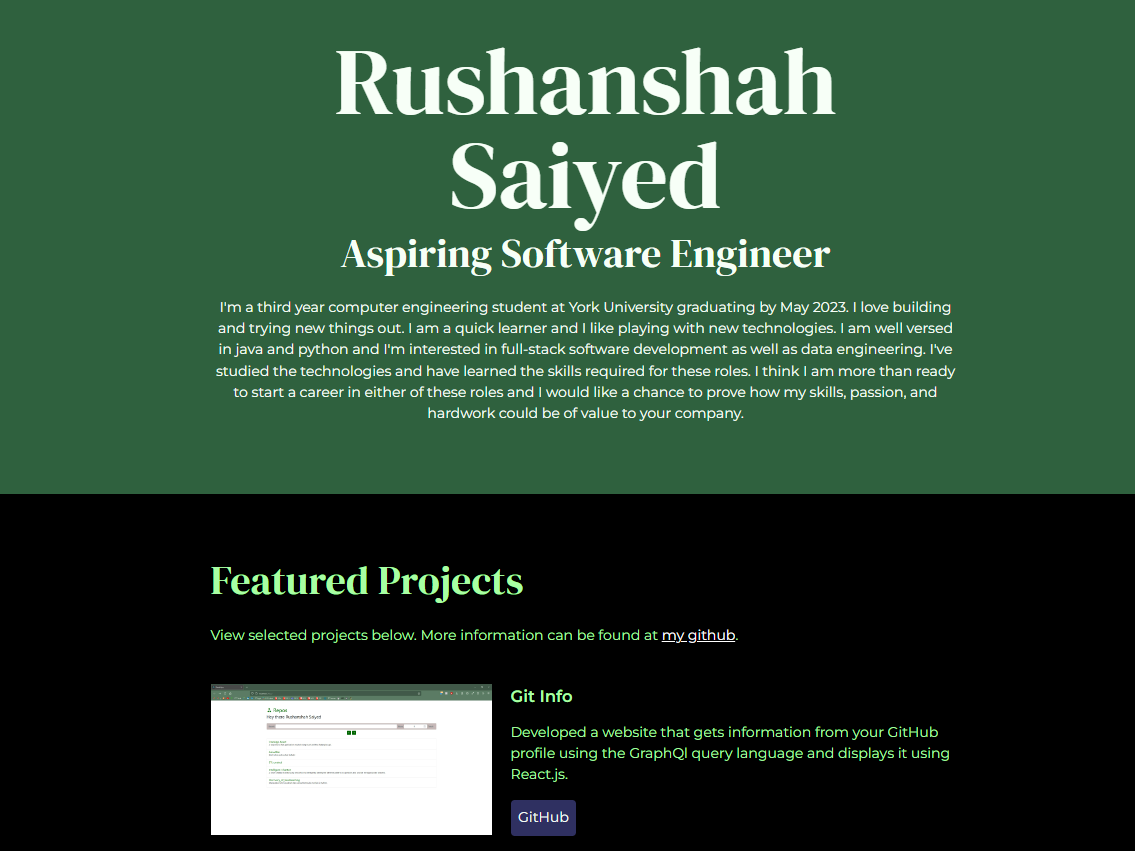 Rushanshah
Saiyed
Aspiring Software Engineer
I'm a third year computer engineering student at York University graduating by May 2023. I love building
and trying new things out. I am a quick learner and I like playing with new technologies. I am well versed
in java and python and I'm interested in full-stack software development as well as data engineering. I've
studied the technologies and have learned the skills required for these roles. I think I am more than ready
to start a career in either of these roles and I would like a chance to prove how my skills, passion, and
hardwork could be of value to your company.
Featured Projects
View selected projects below. More information can be found at my github.
Repos
Hey there Rushanshah Saiyed
Git Info
Developed a website that gets information from your GitHub
profile using the GraphQl query language and displays it using
React.js.
GitHub